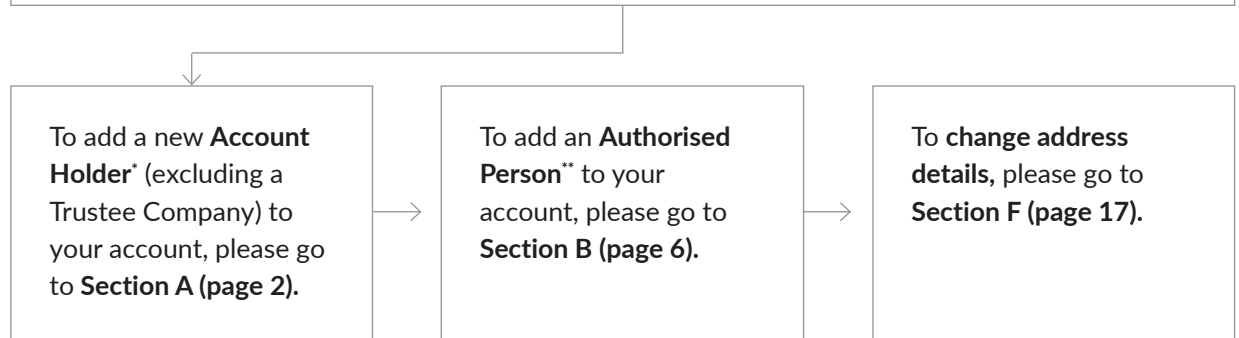 To add a new Account
Holder* (excluding a
Trustee Company) to
your account, please go
to Section A (page 2).
To add an Authorised
Person** to your
account, please go to
Section B (page 6).
To change address
details, please go to
Section F (page 17).